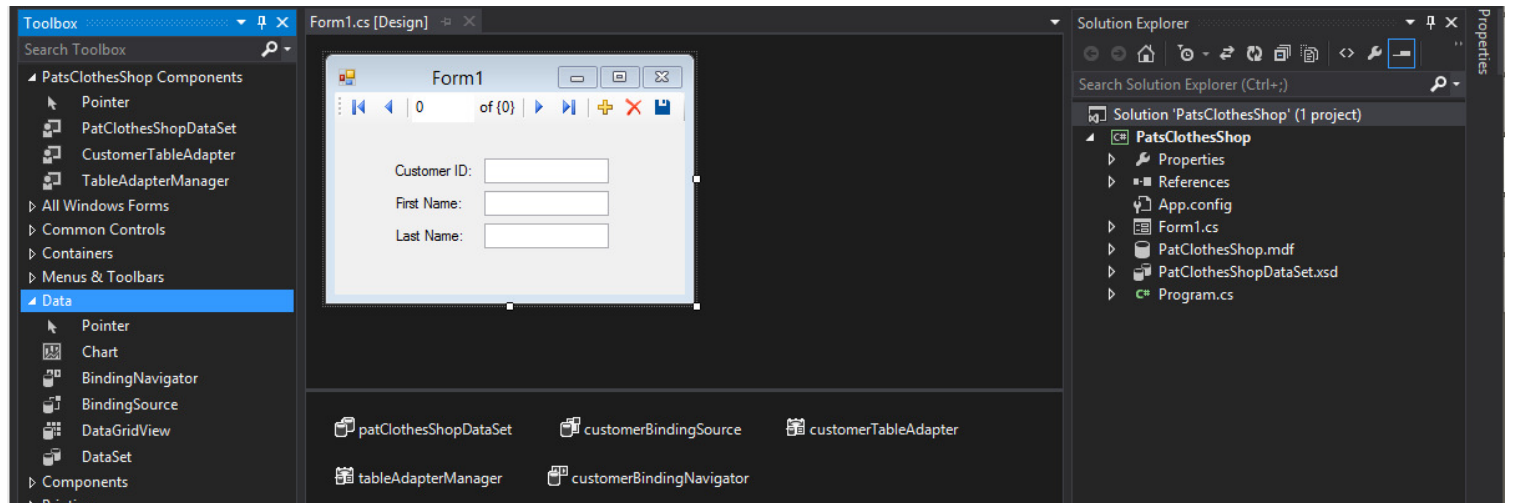 Toolbox
Search Toolbox
PatsClothesShop Components
Pointer
PatClothesShopDataSet
CustomerTableAdapter
TableAdapterManager
All Windows Forms
Common Controls
Containers
Menus & Toolbars
Data
Pointer
Chart
BindingNavigator
BindingSource
DataGridView
DataSet
Components
Form1.cs [Design]
Form1
0 of {0}
Customer ID:
First Name:
Last Name:
patClothesShopDataSet customerBindingSource customerTableAdapter
tableAdapterManager customerBindingNavigator
Solution Explorer
Search Solution Explorer (Ctrl+;)
Solution 'PatsClothesShop' (1 project)
C# PatsClothesShop
Properties
References
App.config
Form1.cs
PatClothesShop.mdf
PatClothesShopDataSet.xsd
C# Program.cs
Properties